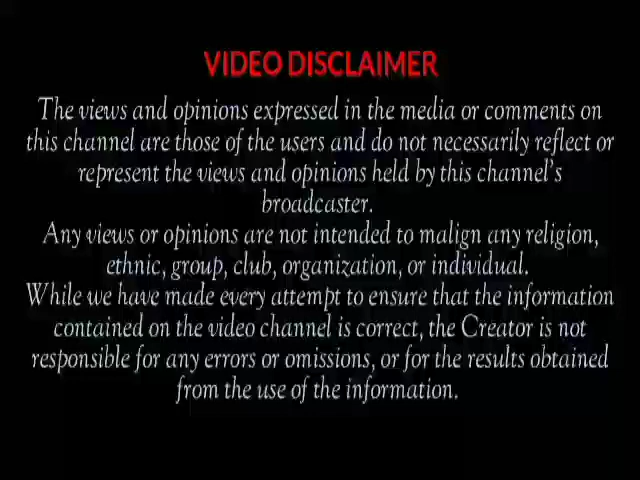 VIDEO DISCLAIMER
The views and opinions expressed in the media or comments on
this channel are those of the users and do not necessarily reflect or
represent the views and opinions held by this channel's
broadcaster.
Any views or opinions are not intended to malign any religion,
ethnic, group, club, organization, or individual.
While we have made every attempt to ensure that the information
contained on the video channel is correct, the Creator is not
responsible for any errors or omissions, or for the results obtained
from the use of the information.